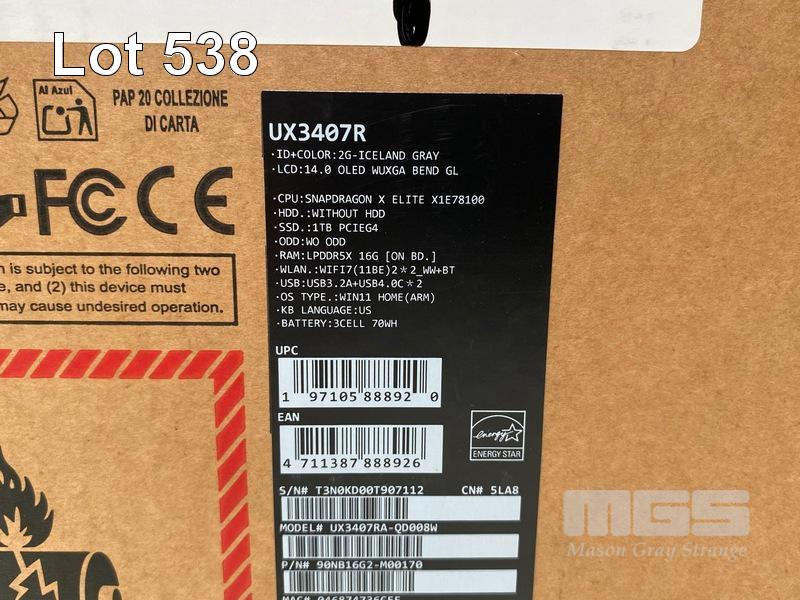 Lot 538
Al Azul
PAP 20 COLLEZIONE
DI CARTA
FC CE
n is subject to the following two
e, and (2) this device must
may cause undesired operation.
UX3407R
·ID+COLOR:2G-ICELAND GRAY
·LCD:14.0 OLED WUXGA BEND GL
·CPU:SNAPDRAGON X ELITE X1E78100
·HDD.:WITHOUT HDD
·SSD.:1TB PCIEG4
·ODD:WO ODD
·RAM:LPDDR5X 16G [ON BD.]
·WLAN.:WIFI7(11BE)2*2_WW+BT
·USB:USB3.2A+USB4.0C*2
·OS TYPE.:WIN11 HOME(ARM)
·KB LANGUAGE:US
·BATTERY:3CELL 70WH
UPC
1 97105 88892 0
EAN
4 711387 888926
energy
ENERGY STAR
S/N# T3N0KD00T907112 CN# 5LA8
MODEL# UX3407RA-QD008W
P/N# 90NB16G2-M00170
MGS
Mason Gray Strange